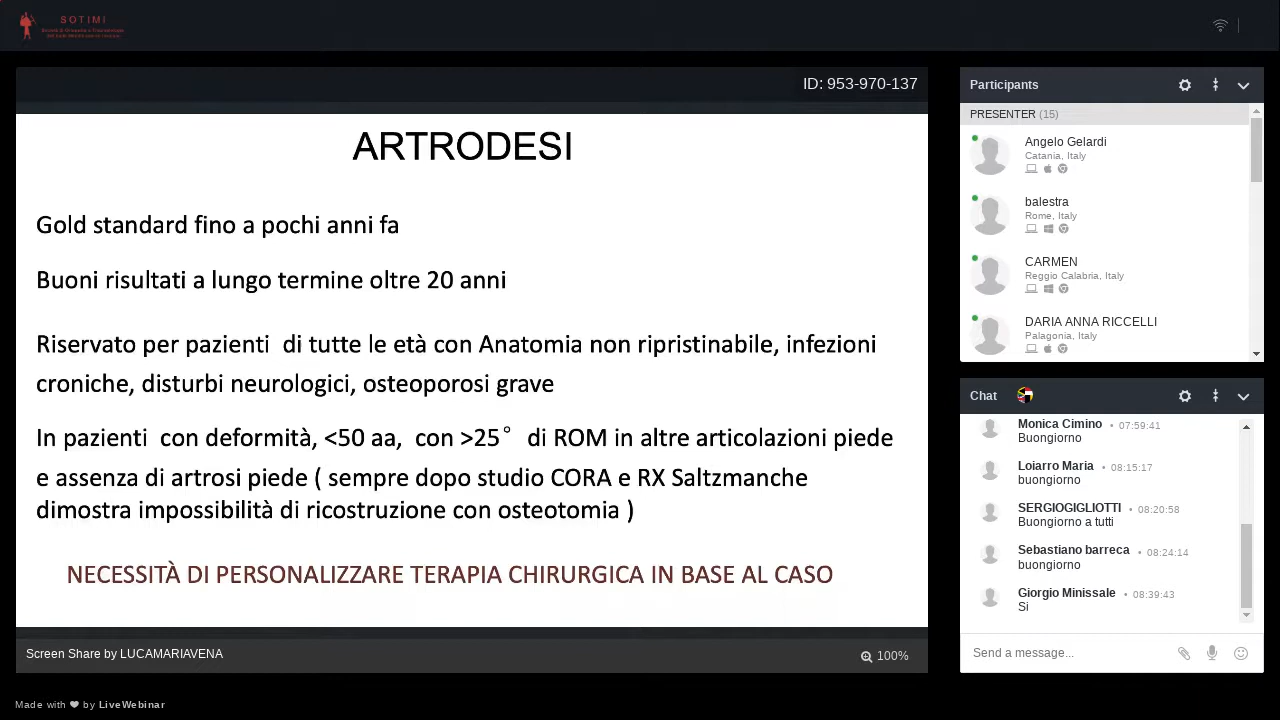 SOTIMI
ID: 953-970-137
ARTRODESI
Gold standard fino a pochi anni fa
Buoni risultati a lungo termine oltre 20 anni
Riservato per pazienti di tutte le età con Anatomia non ripristinabile, infezioni
croniche, disturbi neurologici, osteoporosi grave
In pazienti con deformità, <50 aa, con >25° di ROM in altre articolazioni piede
e assenza di artrosi piede ( sempre dopo studio CORA e RX Saltzmanche
dimostra impossibilità di ricostruzione con osteotomia )
NECESSITÀ DI PERSONALIZZARE TERAPIA CHIRURGICA IN BASE AL CASO
Screen Share by LUCAMARIAVENA
100%
Participants
PRESENTER (15)
Angelo Gelardi
Catania, Italy
balestra
Rome, Italy
CARMEN
Reggio Calabria, Italy
DARIA ANNA RICCELLI
Palagonia, Italy
Chat
Monica Cimino • 07:59:41
Buongiorno
Loiarro Maria • 08:15:17
buongiorno
SERGIOGIGLIOTTI • 08:20:58
Buongiorno a tutti
Sebastiano barreca • 08:24:14
buongiorno
Giorgio Minissale • 08:39:43
Si
Send a message...
Made with ❤ by LiveWebinar